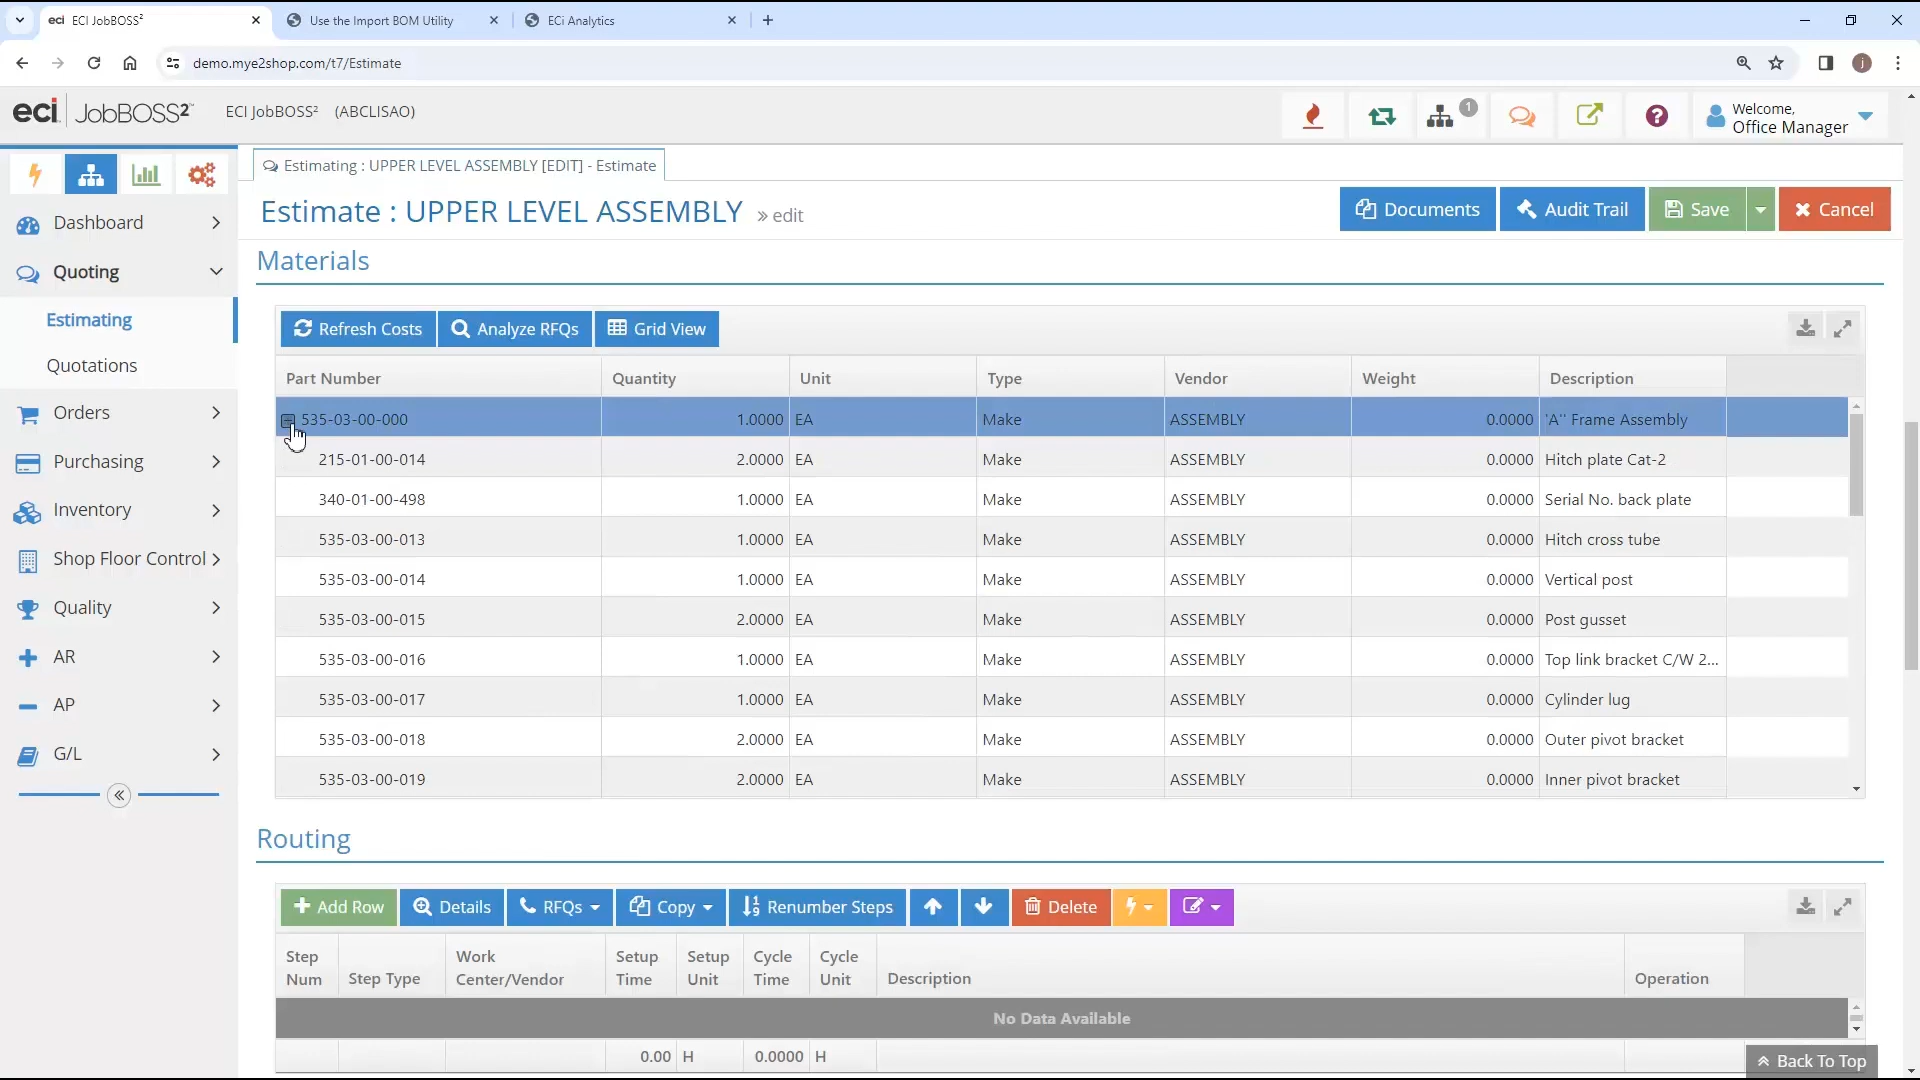 eci ECI JobBOSS²
Use the Import BOM Utility
ECi Analytics
demo.mye2shop.com/t7/Estimate
j
eci JobBOSS²
ECI JobBOSS² (ABCLISAO)
1
Welcome,
Office Manager
Dashboard
Quoting
Estimating
Quotations
Orders
Purchasing
Inventory
Shop Floor Control
Quality
AR
AP
G/L
Estimating : UPPER LEVEL ASSEMBLY [EDIT] - Estimate
Estimate : UPPER LEVEL ASSEMBLY » edit
Documents Audit Trail Save Cancel
Materials
Refresh Costs Analyze RFQs Grid View
Part Number Quantity Unit Type Vendor Weight Description
535-03-00-000 1.0000 EA Make ASSEMBLY 0.0000 'A'' Frame Assembly
215-01-00-014 2.0000 EA Make ASSEMBLY 0.0000 Hitch plate Cat-2
340-01-00-498 1.0000 EA Make ASSEMBLY 0.0000 Serial No. back plate
535-03-00-013 1.0000 EA Make ASSEMBLY 0.0000 Hitch cross tube
535-03-00-014 1.0000 EA Make ASSEMBLY 0.0000 Vertical post
535-03-00-015 2.0000 EA Make ASSEMBLY 0.0000 Post gusset
535-03-00-016 1.0000 EA Make ASSEMBLY 0.0000 Top link bracket C/W 2...
535-03-00-017 1.0000 EA Make ASSEMBLY 0.0000 Cylinder lug
535-03-00-018 2.0000 EA Make ASSEMBLY 0.0000 Outer pivot bracket
535-03-00-019 2.0000 EA Make ASSEMBLY 0.0000 Inner pivot bracket
Routing
Add Row Details RFQs Copy Renumber Steps Delete
Step Num Step Type Work Center/Vendor Setup Time Setup Unit Cycle Time Cycle Unit Description Operation
No Data Available
0.00 H 0.0000 H
Back To Top